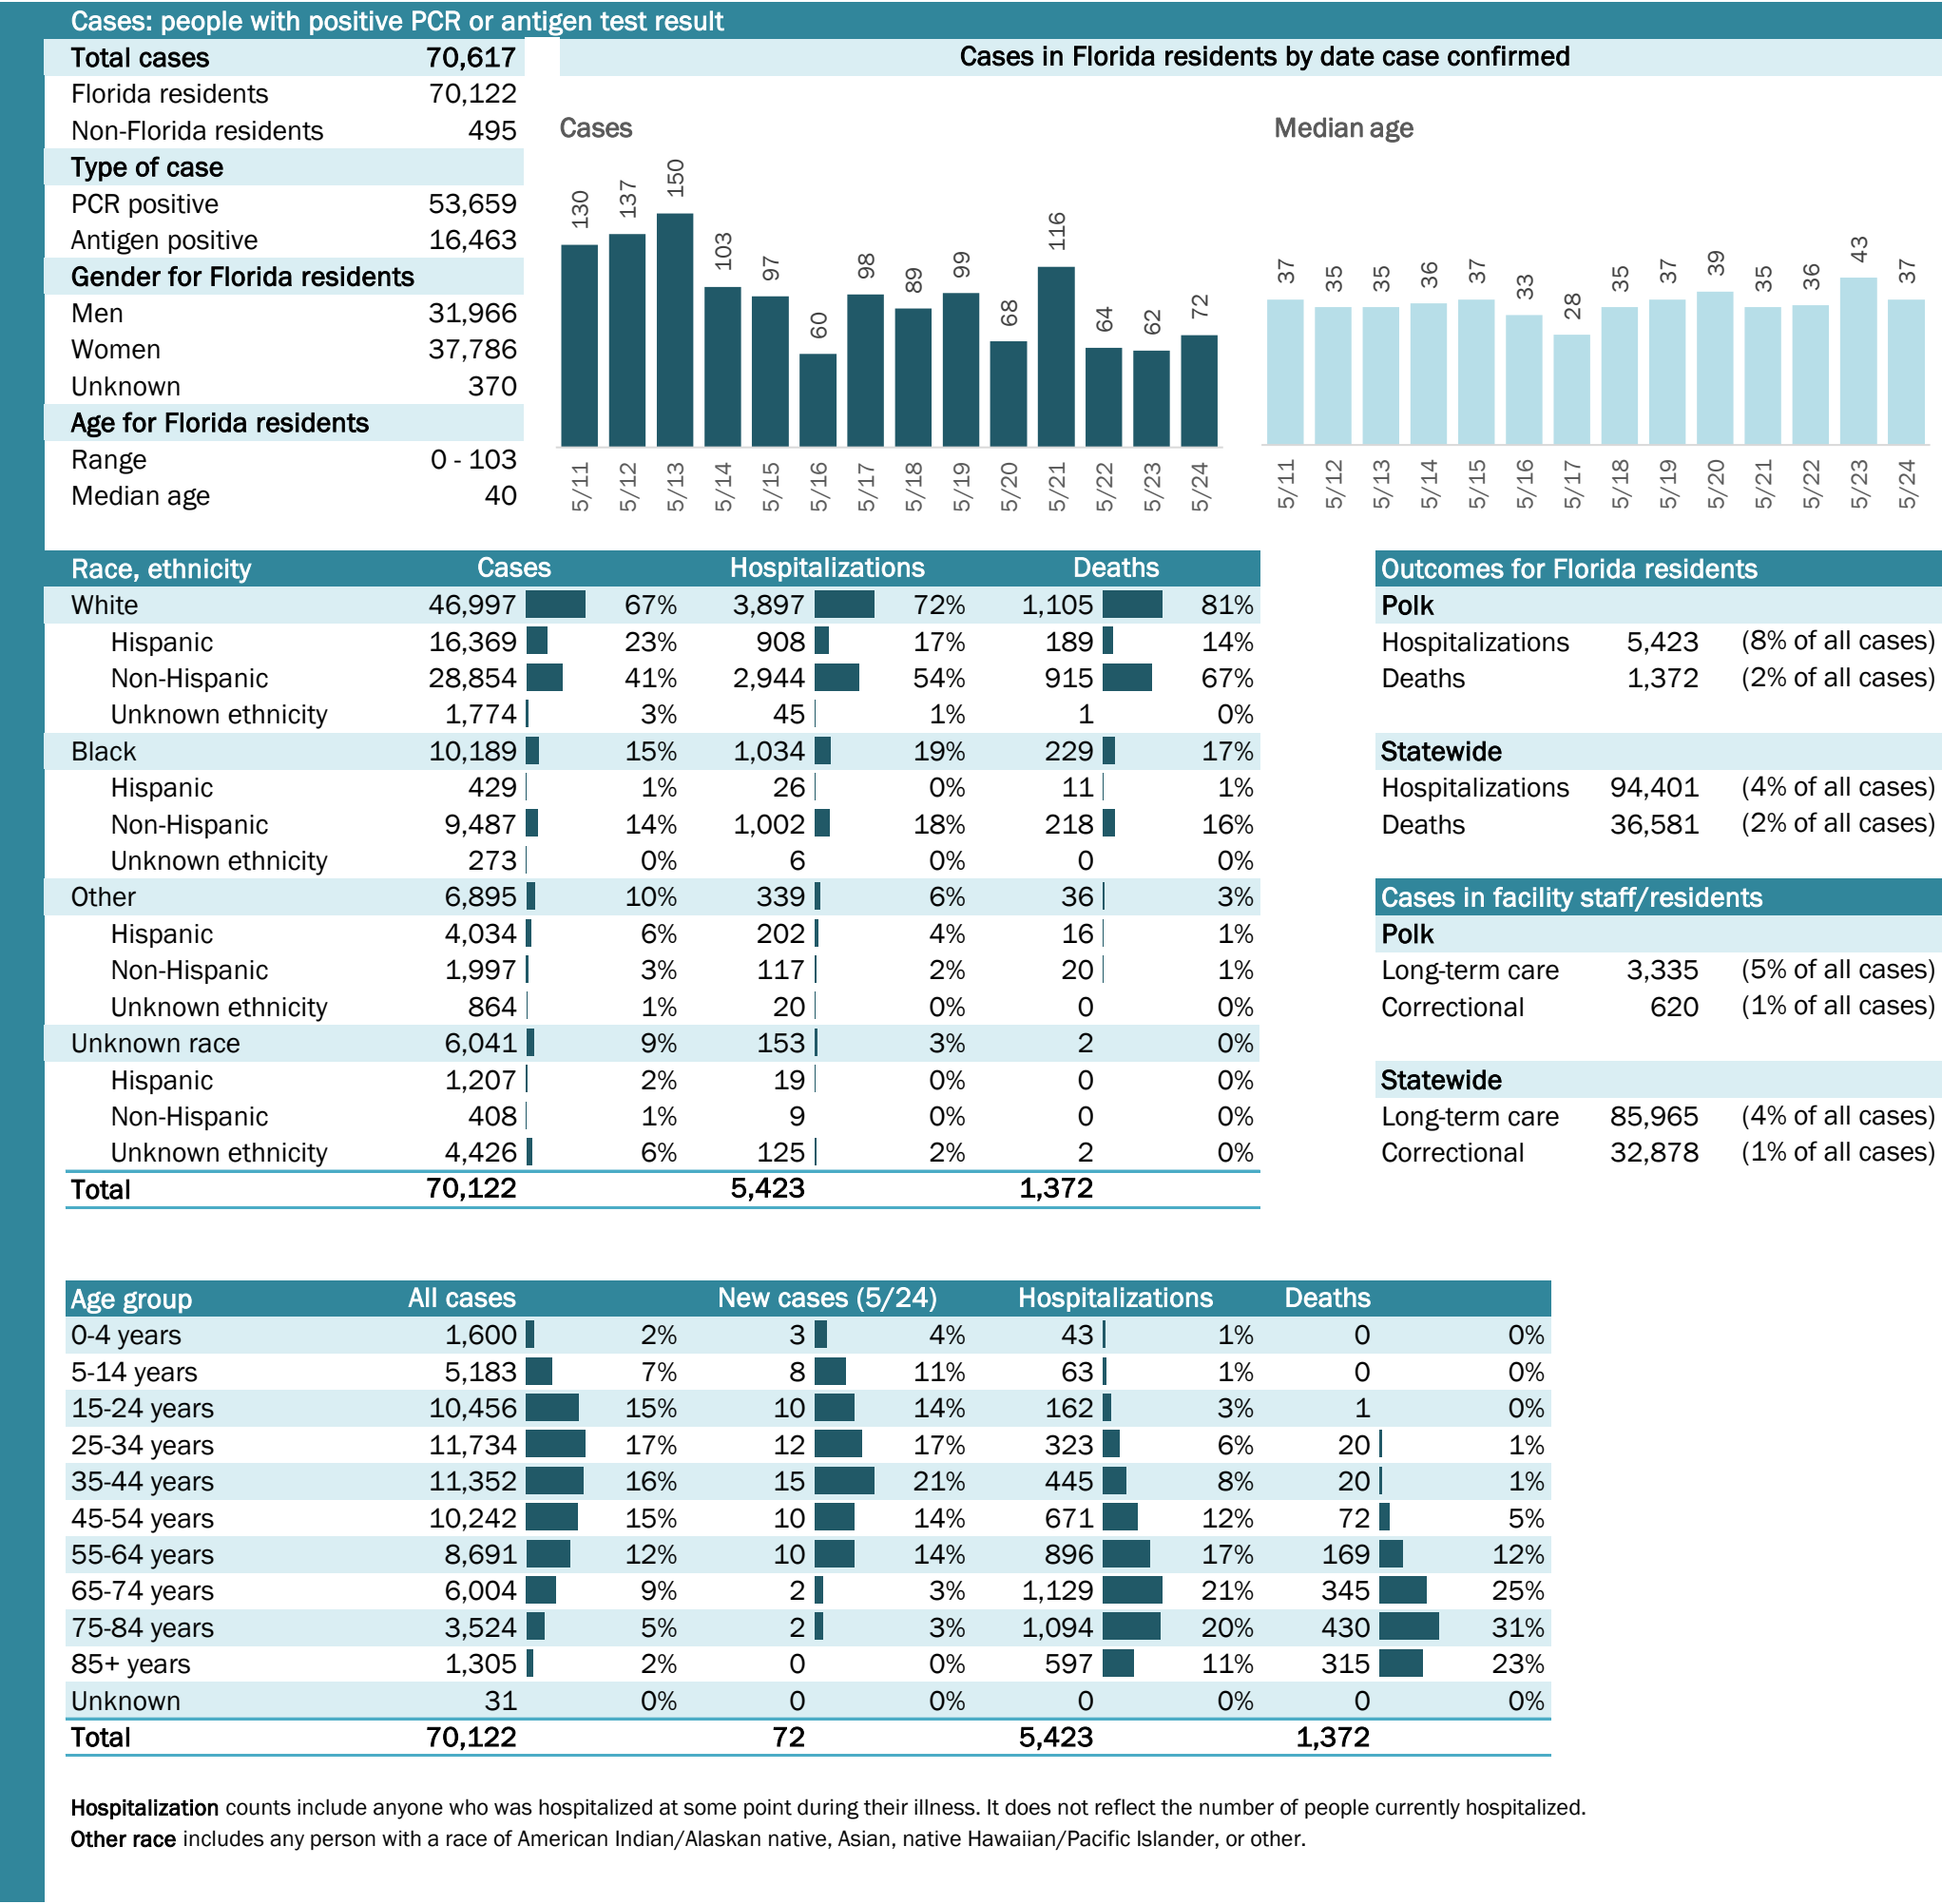 Cases: people with positive PCR or antigen test result
Total cases 70,617
Florida residents 70,122
Non-Florida residents 495
Type of case
PCR positive 53,659
Antigen positive 16,463
Gender for Florida residents
Men 31,966
Women 37,786
Unknown 370
Age for Florida residents
Range 0 - 103
Median age 40
Cases in Florida residents by date case confirmed
Cases
130 137 150 103 97 60 98 89 99 68 116 64 62 72
5/11 5/12 5/13 5/14 5/15 5/16 5/17 5/18 5/19 5/20 5/21 5/22 5/23 5/24
Median age
37 35 35 36 37 33 28 35 37 39 35 36 43 37
5/11 5/12 5/13 5/14 5/15 5/16 5/17 5/18 5/19 5/20 5/21 5/22 5/23 5/24
Race, ethnicity Cases Hospitalizations Deaths
White 46,997 67% 3,897 72% 1,105 81%
Hispanic 16,369 23% 908 17% 189 14%
Non-Hispanic 28,854 41% 2,944 54% 915 67%
Unknown ethnicity 1,774 3% 45 1% 1 0%
Black 10,189 15% 1,034 19% 229 17%
Hispanic 429 1% 26 0% 11 1%
Non-Hispanic 9,487 14% 1,002 18% 218 16%
Unknown ethnicity 273 0% 6 0% 0 0%
Other 6,895 10% 339 6% 36 3%
Hispanic 4,034 6% 202 4% 16 1%
Non-Hispanic 1,997 3% 117 2% 20 1%
Unknown ethnicity 864 1% 20 0% 0 0%
Unknown race 6,041 9% 153 3% 2 0%
Hispanic 1,207 2% 19 0% 0 0%
Non-Hispanic 408 1% 9 0% 0 0%
Unknown ethnicity 4,426 6% 125 2% 2 0%
Total 70,122 5,423 1,372
Outcomes for Florida residents
Polk
Hospitalizations 5,423 (8% of all cases)
Deaths 1,372 (2% of all cases)
Statewide
Hospitalizations 94,401 (4% of all cases)
Deaths 36,581 (2% of all cases)
Cases in facility staff/residents
Polk
Long-term care 3,335 (5% of all cases)
Correctional 620 (1% of all cases)
Statewide
Long-term care 85,965 (4% of all cases)
Correctional 32,878 (1% of all cases)
Age group All cases New cases (5/24) Hospitalizations Deaths
0-4 years 1,600 2% 3 4% 43 1% 0 0%
5-14 years 5,183 7% 8 11% 63 1% 0 0%
15-24 years 10,456 15% 10 14% 162 3% 1 0%
25-34 years 11,734 17% 12 17% 323 6% 20 1%
35-44 years 11,352 16% 15 21% 445 8% 20 1%
45-54 years 10,242 15% 10 14% 671 12% 72 5%
55-64 years 8,691 12% 10 14% 896 17% 169 12%
65-74 years 6,004 9% 2 3% 1,129 21% 345 25%
75-84 years 3,524 5% 2 3% 1,094 20% 430 31%
85+ years 1,305 2% 0 0% 597 11% 315 23%
Unknown 31 0% 0 0% 0 0% 0 0%
Total 70,122 72 5,423 1,372
Hospitalization counts include anyone who was hospitalized at some point during their illness. It does not reflect the number of people currently hospitalized.
Other race includes any person with a race of American Indian/Alaskan native, Asian, native Hawaiian/Pacific Islander, or other.